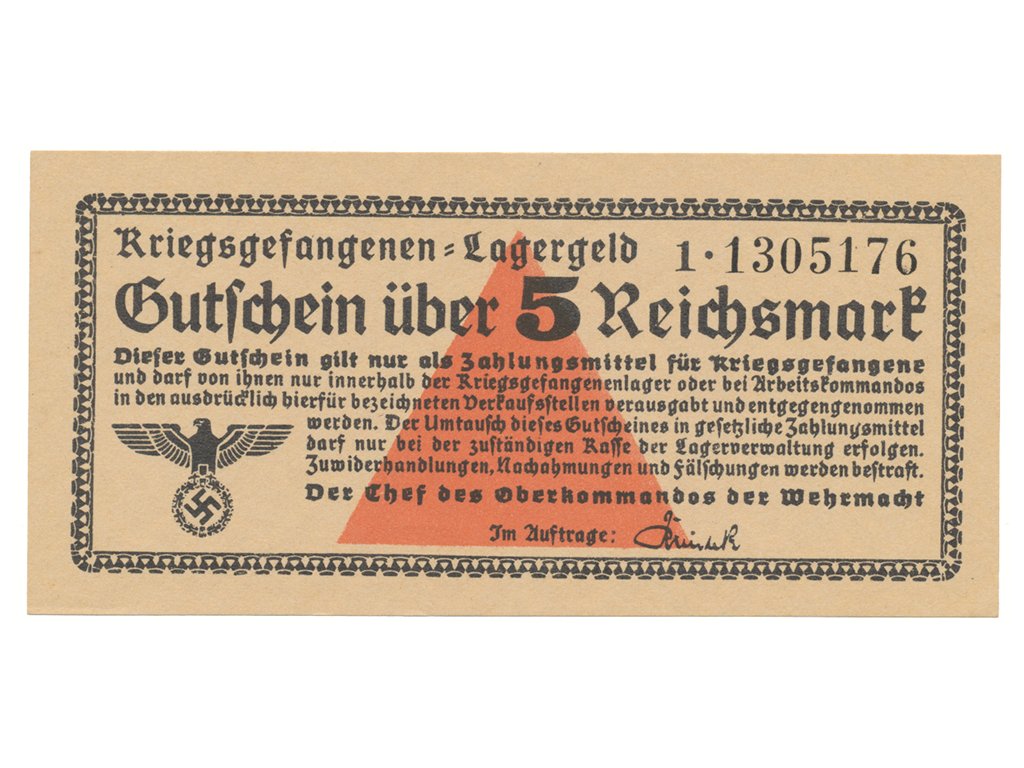 Kriegsgefangenen=Lagergeld 1·1305176
Gutschein über 5 Reichsmark
Dieser Gutschein gilt nur als Zahlungsmittel für Kriegsgefangene
und darf von ihnen nur innerhalb der Kriegsgefangenenlager oder bei Arbeitskommandos
in den ausdrücklich hierfür bezeichneten Verkaufsstellen verausgabt und entgegengenommen
werden. Der Umtausch dieses Gutscheines in gesetzliche Zahlungsmittel
darf nur bei der zuständigen Kasse der Lagerverwaltung erfolgen.
Zuwiderhandlungen, Nachahmungen und Fälschungen werden bestraft.
Der Chef des Oberkommandos der Wehrmacht
Im Auftrage: